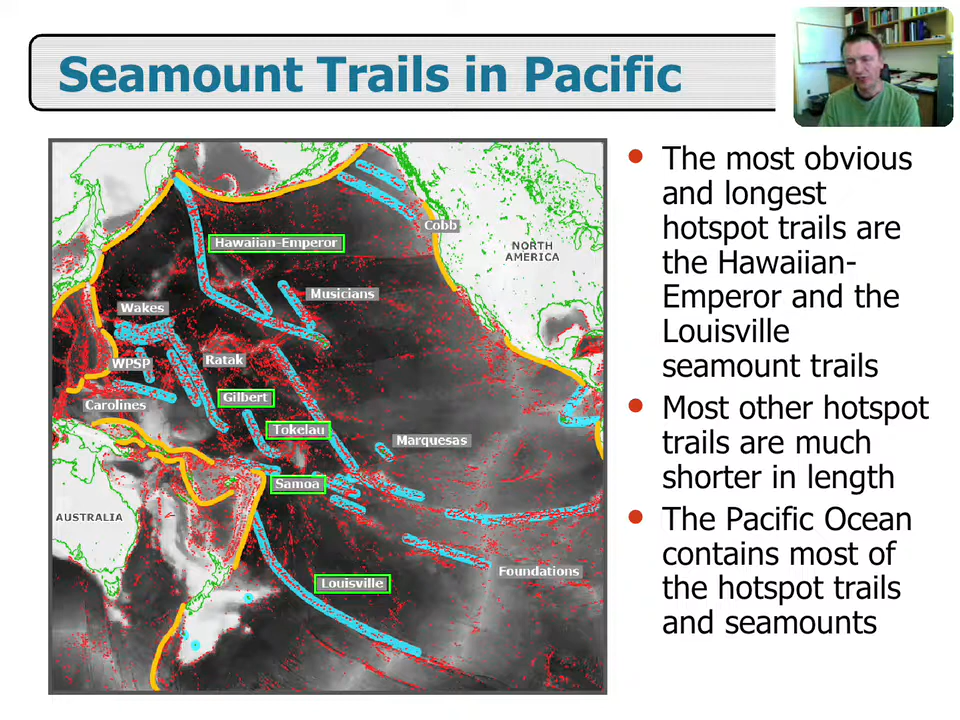 Seamount Trails in Pacific
Cobb
Hawaiian-Emperor
NORTH
AMERICA
Musicians
Wakes
WPSP
Ratak
Carolines
Gilbert
Tokelau
Marquesas
Samoa
AUSTRALIA
Foundations
Louisville
• The most obvious
and longest
hotspot trails are
the Hawaiian-
Emperor and the
Louisville
seamount trails
• Most other hotspot
trails are much
shorter in length
• The Pacific Ocean
contains most of
the hotspot trails
and seamounts